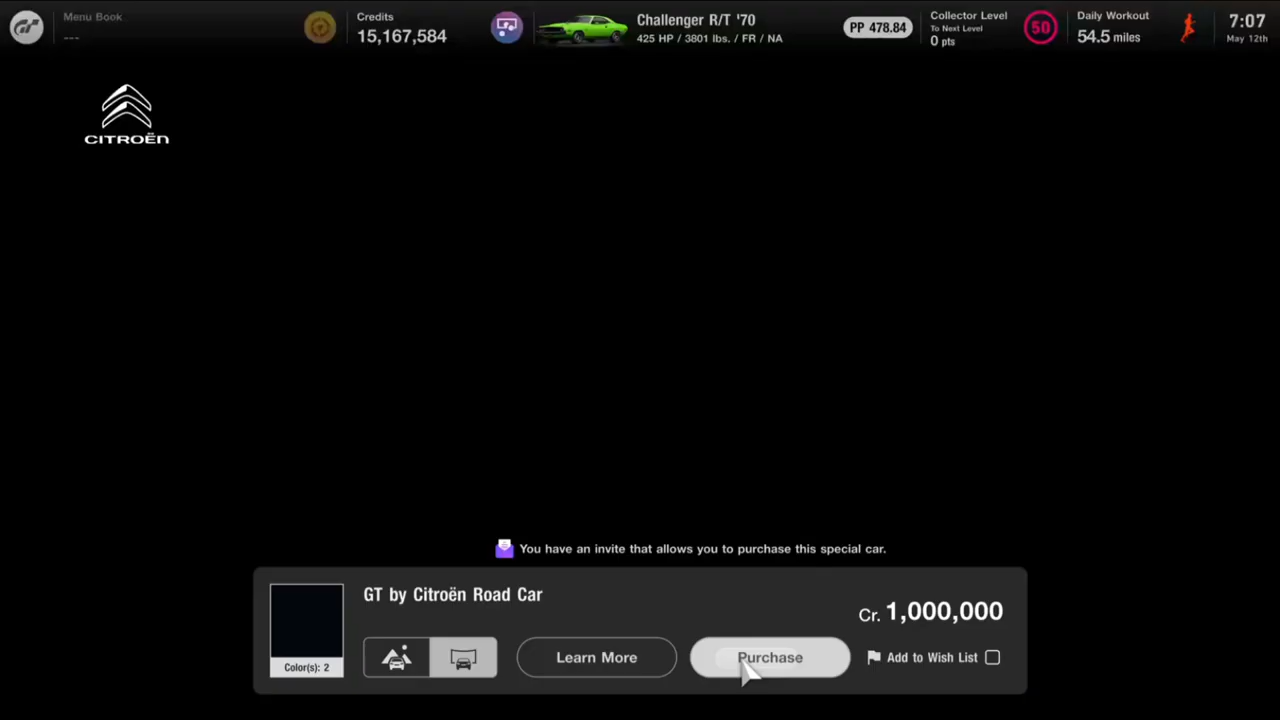 Menu Book
---
Credits
15,167,584
Challenger R/T '70
425 HP / 3801 lbs. / FR / NA
PP 478.84
Collector Level
To Next Level
0 pts
50
Daily Workout
54.5 miles
7:07
May 12th
CITROËN
You have an invite that allows you to purchase this special car.
GT by Citroën Road Car
Cr. 1,000,000
Color(s): 2
Learn More
Purchase
Add to Wish List